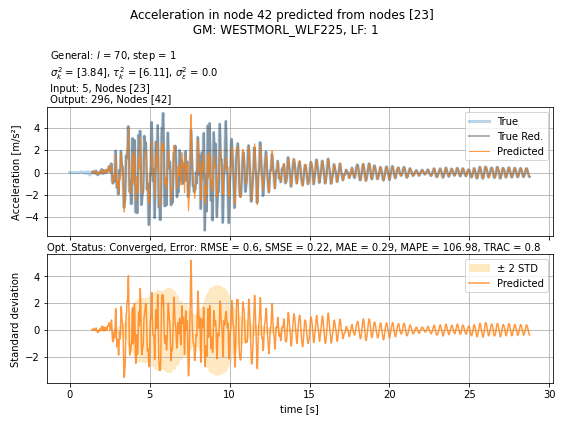 Acceleration in node 42 predicted from nodes [23]
GM: WESTMORL_WLF225, LF: 1
General: l = 70, step = 1
σ²ₖ = [3.84], τ²ₖ = [6.11], σ²ε = 0.0
Input: 5, Nodes [23]
Output: 296, Nodes [42]
Acceleration [m/s²]
4
2
0
−2
−4
True
True Red.
Predicted
Opt. Status: Converged, Error: RMSE = 0.6, SMSE = 0.22, MAE = 0.29, MAPE = 106.98, TRAC = 0.8
Standard deviation
4
2
0
−2
± 2 STD
Predicted
0 5 10 15 20 25 30
time [s]